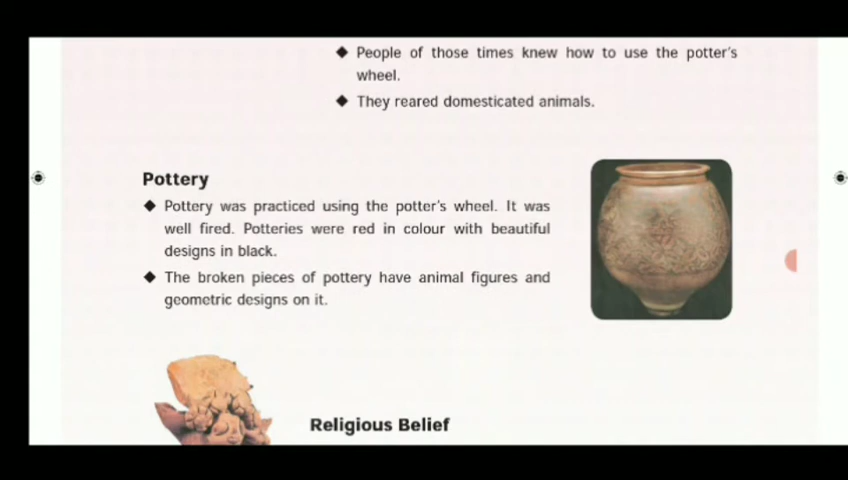 ◆ People of those times knew how to use the potter's
wheel.
◆ They reared domesticated animals.
Pottery
◆ Pottery was practiced using the potter's wheel. It was
well fired. Potteries were red in colour with beautiful
designs in black.
◆ The broken pieces of pottery have animal figures and
geometric designs on it.
Religious Belief